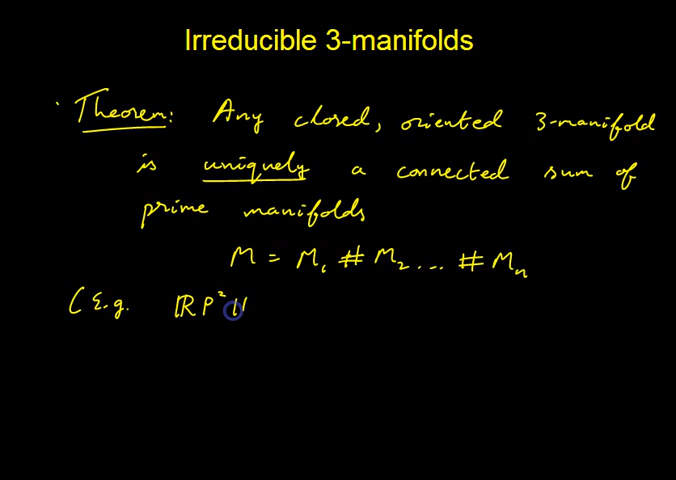 Irreducible 3-manifolds
Theorem: Any closed, oriented 3-manifold
is uniquely a connected sum of
prime manifolds
M = M₁ # M₂ ... # Mₙ
(E.g. ℝP²